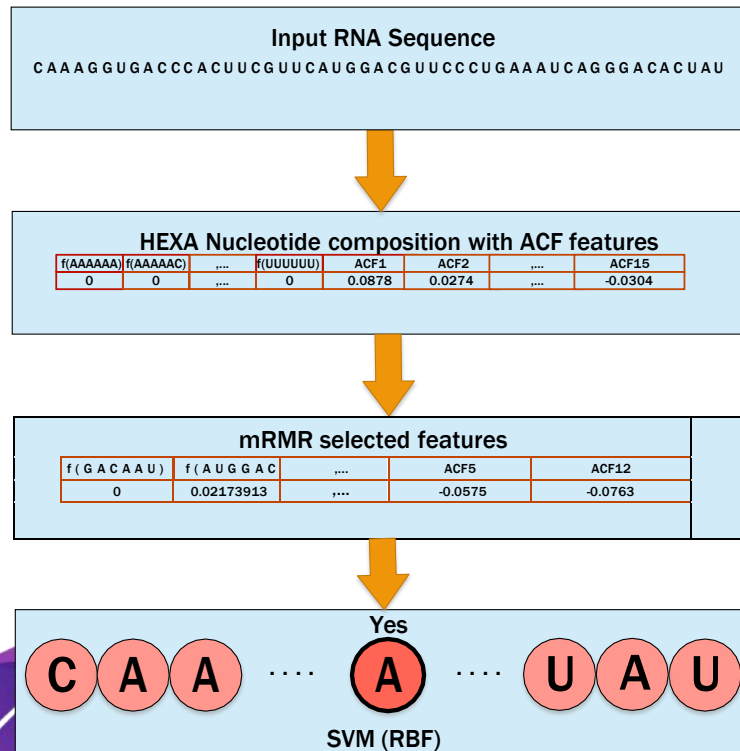 Input RNA Sequence
CAAAGGUGACCCACUUCGUUCAUGGACGUUCCCUGAAAUCAGGGACACUAU
HEXA Nucleotide composition with ACF features
f(AAAAAA) f(AAAAAC) ,... f(UUUUUU) ACF1 ACF2 ,... ACF15
0 0 ,... 0 0.0878 0.0274 ,... -0.0304
mRMR selected features
f(GACAAU) f(AUGGAC ,... ACF5 ACF12
0 0.02173913 ,... -0.0575 -0.0763
Yes
C A A .... A .... U A U
SVM (RBF)